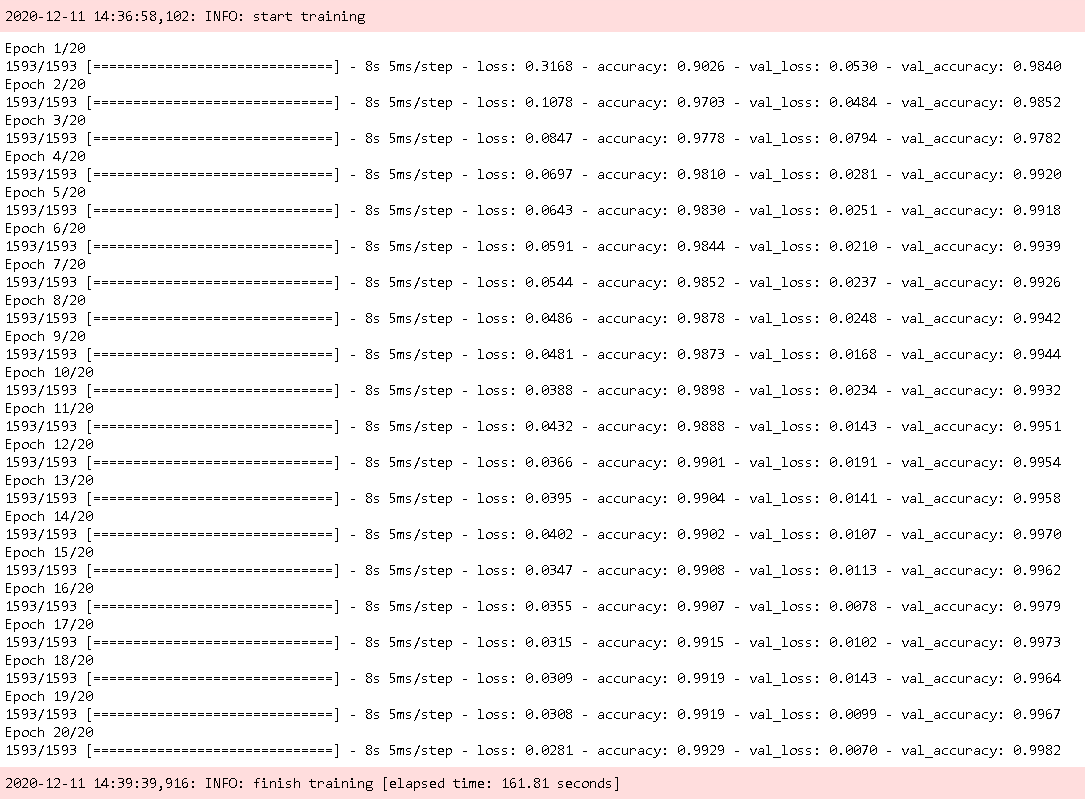 2020-12-11 14:36:58,102: INFO: start training
Epoch 1/20
1593/1593 [==============================] - 8s 5ms/step - loss: 0.3168 - accuracy: 0.9026 - val_loss: 0.0530 - val_accuracy: 0.9840
Epoch 2/20
1593/1593 [==============================] - 8s 5ms/step - loss: 0.1078 - accuracy: 0.9703 - val_loss: 0.0484 - val_accuracy: 0.9852
Epoch 3/20
1593/1593 [==============================] - 8s 5ms/step - loss: 0.0847 - accuracy: 0.9778 - val_loss: 0.0794 - val_accuracy: 0.9782
Epoch 4/20
1593/1593 [==============================] - 8s 5ms/step - loss: 0.0697 - accuracy: 0.9810 - val_loss: 0.0281 - val_accuracy: 0.9920
Epoch 5/20
1593/1593 [==============================] - 8s 5ms/step - loss: 0.0643 - accuracy: 0.9830 - val_loss: 0.0251 - val_accuracy: 0.9918
Epoch 6/20
1593/1593 [==============================] - 8s 5ms/step - loss: 0.0591 - accuracy: 0.9844 - val_loss: 0.0210 - val_accuracy: 0.9939
Epoch 7/20
1593/1593 [==============================] - 8s 5ms/step - loss: 0.0544 - accuracy: 0.9852 - val_loss: 0.0237 - val_accuracy: 0.9926
Epoch 8/20
1593/1593 [==============================] - 8s 5ms/step - loss: 0.0486 - accuracy: 0.9878 - val_loss: 0.0248 - val_accuracy: 0.9942
Epoch 9/20
1593/1593 [==============================] - 8s 5ms/step - loss: 0.0481 - accuracy: 0.9873 - val_loss: 0.0168 - val_accuracy: 0.9944
Epoch 10/20
1593/1593 [==============================] - 8s 5ms/step - loss: 0.0388 - accuracy: 0.9898 - val_loss: 0.0234 - val_accuracy: 0.9932
Epoch 11/20
1593/1593 [==============================] - 8s 5ms/step - loss: 0.0432 - accuracy: 0.9888 - val_loss: 0.0143 - val_accuracy: 0.9951
Epoch 12/20
1593/1593 [==============================] - 8s 5ms/step - loss: 0.0366 - accuracy: 0.9901 - val_loss: 0.0191 - val_accuracy: 0.9954
Epoch 13/20
1593/1593 [==============================] - 8s 5ms/step - loss: 0.0395 - accuracy: 0.9904 - val_loss: 0.0141 - val_accuracy: 0.9958
Epoch 14/20
1593/1593 [==============================] - 8s 5ms/step - loss: 0.0402 - accuracy: 0.9902 - val_loss: 0.0107 - val_accuracy: 0.9970
Epoch 15/20
1593/1593 [==============================] - 8s 5ms/step - loss: 0.0347 - accuracy: 0.9908 - val_loss: 0.0113 - val_accuracy: 0.9962
Epoch 16/20
1593/1593 [==============================] - 8s 5ms/step - loss: 0.0355 - accuracy: 0.9907 - val_loss: 0.0078 - val_accuracy: 0.9979
Epoch 17/20
1593/1593 [==============================] - 8s 5ms/step - loss: 0.0315 - accuracy: 0.9915 - val_loss: 0.0102 - val_accuracy: 0.9973
Epoch 18/20
1593/1593 [==============================] - 8s 5ms/step - loss: 0.0309 - accuracy: 0.9919 - val_loss: 0.0143 - val_accuracy: 0.9964
Epoch 19/20
1593/1593 [==============================] - 8s 5ms/step - loss: 0.0308 - accuracy: 0.9919 - val_loss: 0.0099 - val_accuracy: 0.9967
Epoch 20/20
1593/1593 [==============================] - 8s 5ms/step - loss: 0.0281 - accuracy: 0.9929 - val_loss: 0.0070 - val_accuracy: 0.9982
2020-12-11 14:39:39,916: INFO: finish training [elapsed time: 161.81 seconds]